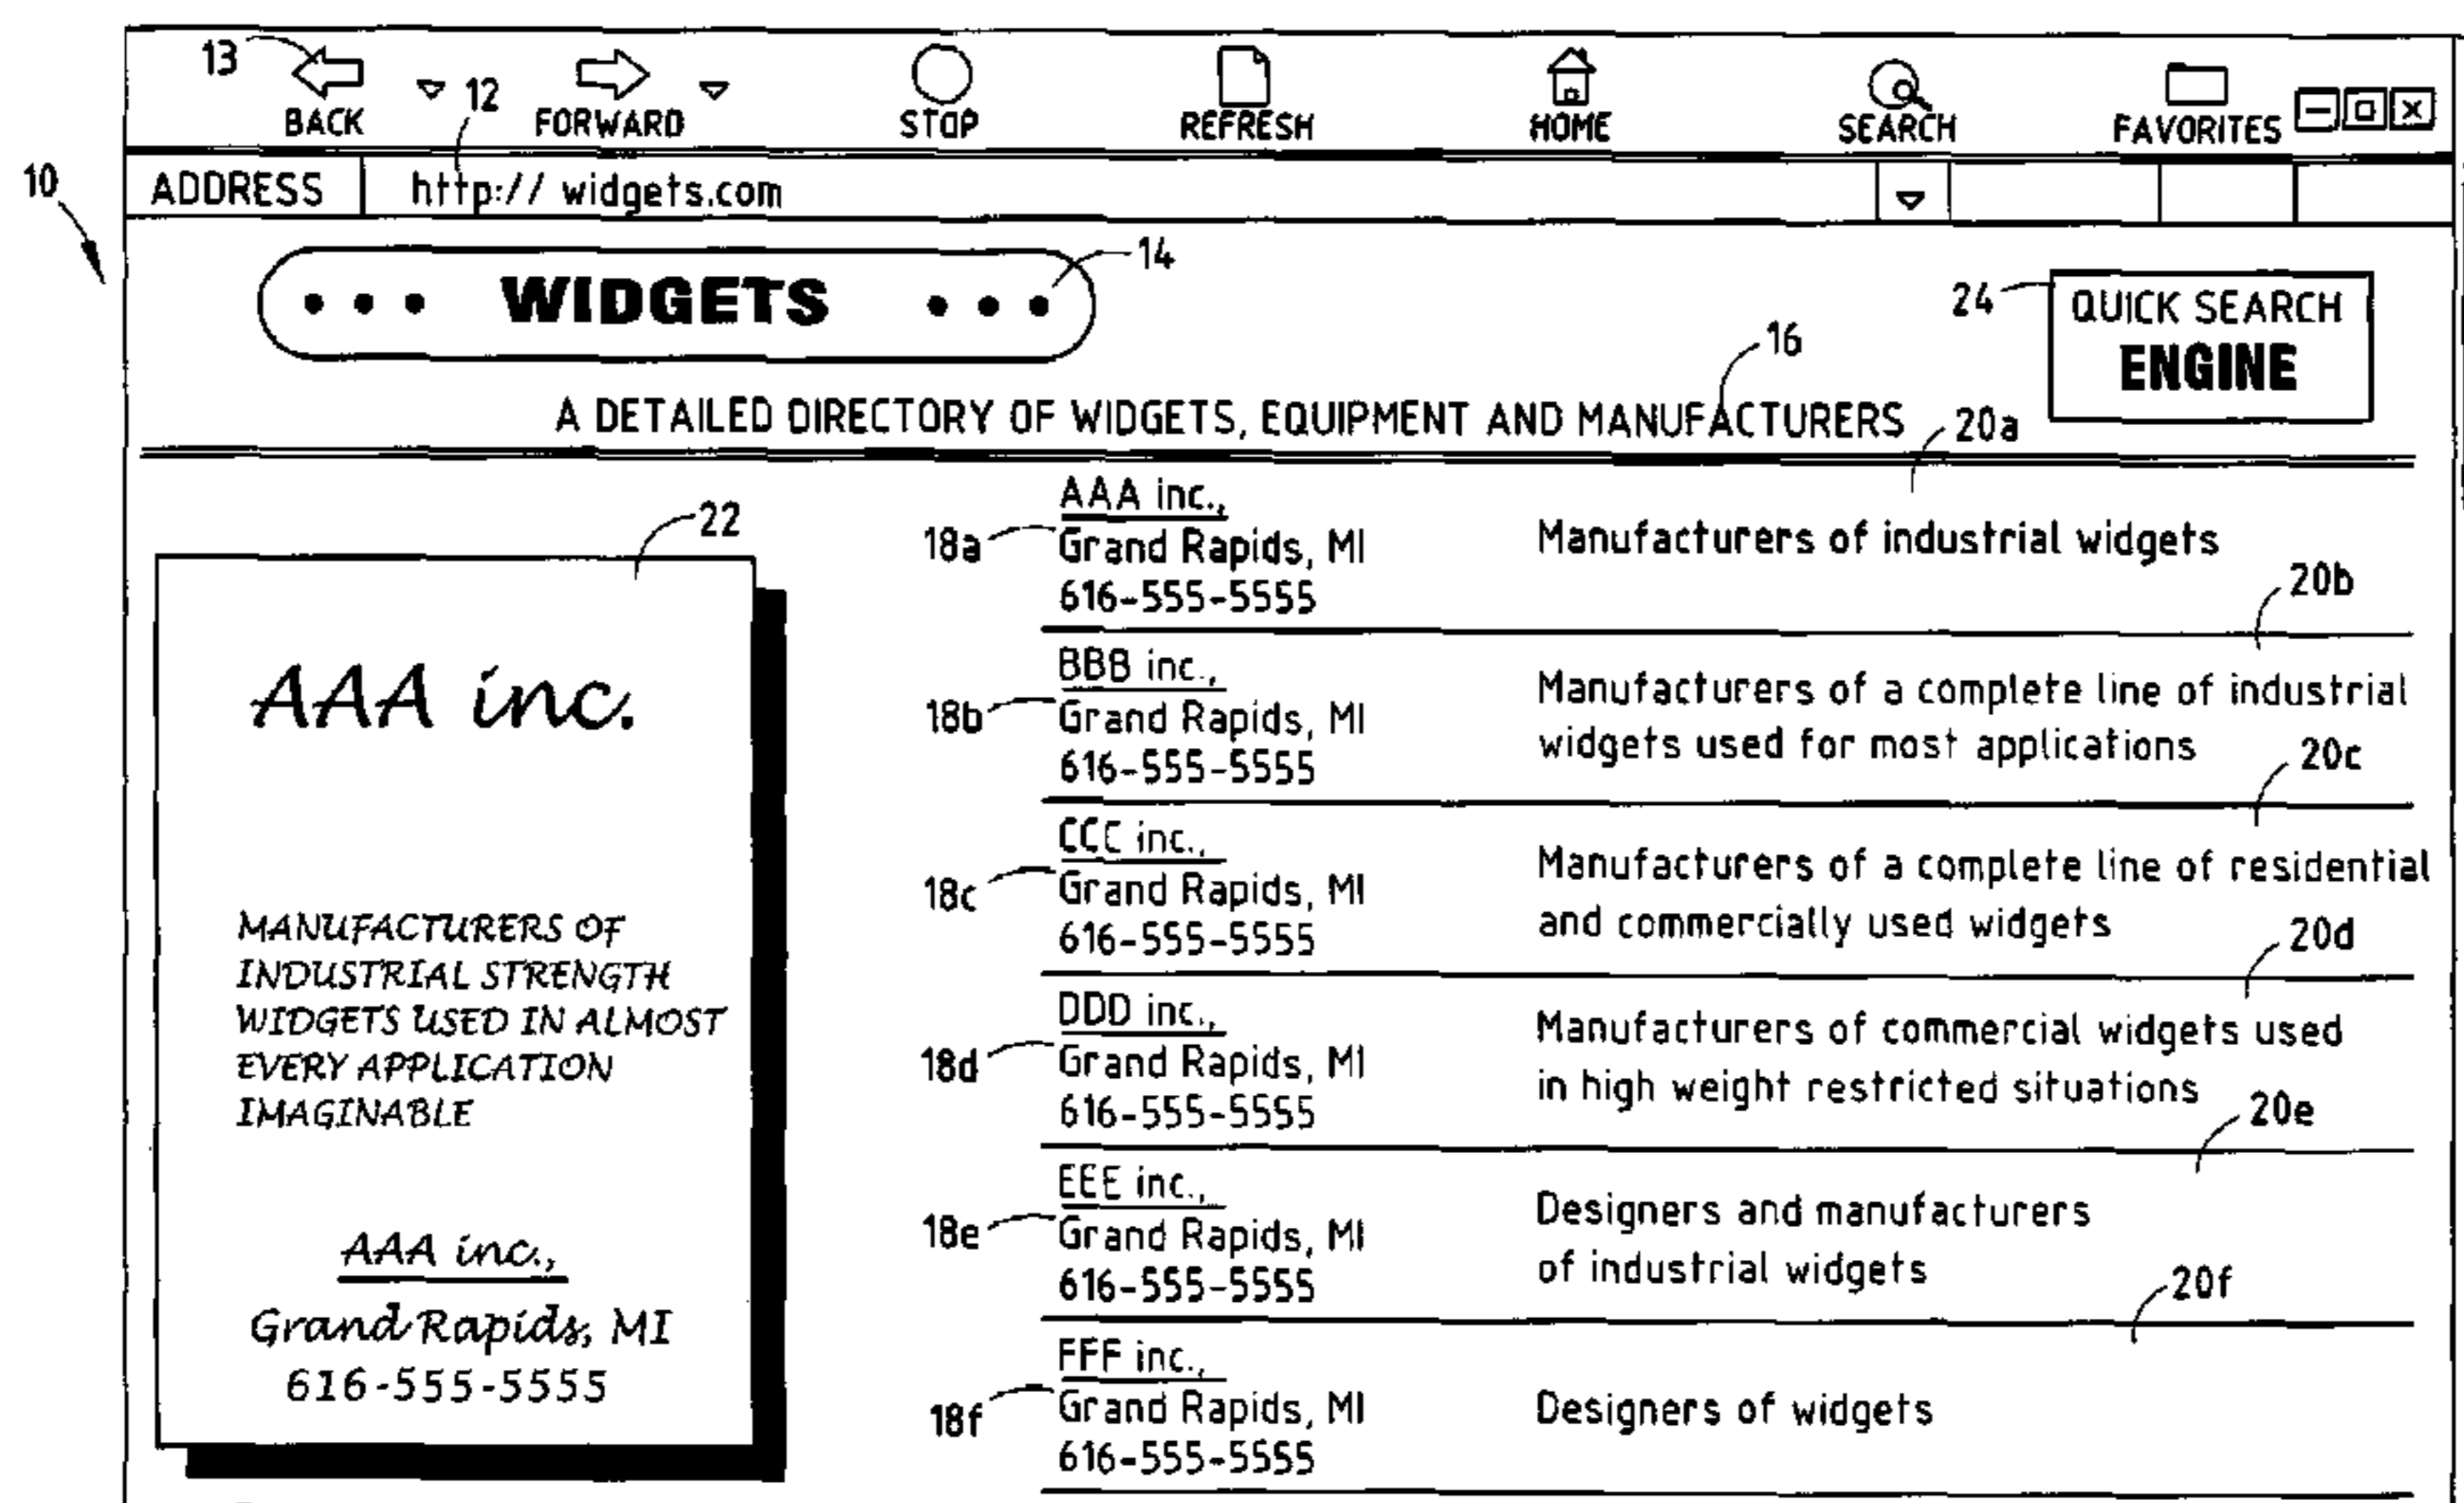 13
BACK
12
FORWARD
STOP
REFRESH
HOME
SEARCH
FAVORITES
10
ADDRESS
http:// widgets.com
14
• • • WIDGETS • • •
24
QUICK SEARCH
ENGINE
16
A DETAILED DIRECTORY OF WIDGETS, EQUIPMENT AND MANUFACTURERS
22
AAA inc.
MANUFACTURERS OF
INDUSTRIAL STRENGTH
WIDGETS USED IN ALMOST
EVERY APPLICATION
IMAGINABLE
AAA inc.,
Grand Rapids, MI
616-555-5555
20a
AAA inc.,
18a
Grand Rapids, MI
616-555-5555
Manufacturers of industrial widgets
20b
BBB inc.,
18b
Grand Rapids, MI
616-555-5555
Manufacturers of a complete line of industrial
widgets used for most applications
20c
CCC inc.,
18c
Grand Rapids, MI
616-555-5555
Manufacturers of a complete line of residential
and commercially used widgets
20d
DDD inc.,
18d
Grand Rapids, MI
616-555-5555
Manufacturers of commercial widgets used
in high weight restricted situations
20e
EEE inc.,
18e
Grand Rapids, MI
616-555-5555
Designers and manufacturers
of industrial widgets
20f
FFF inc.,
18f
Grand Rapids, MI
616-555-5555
Designers of widgets